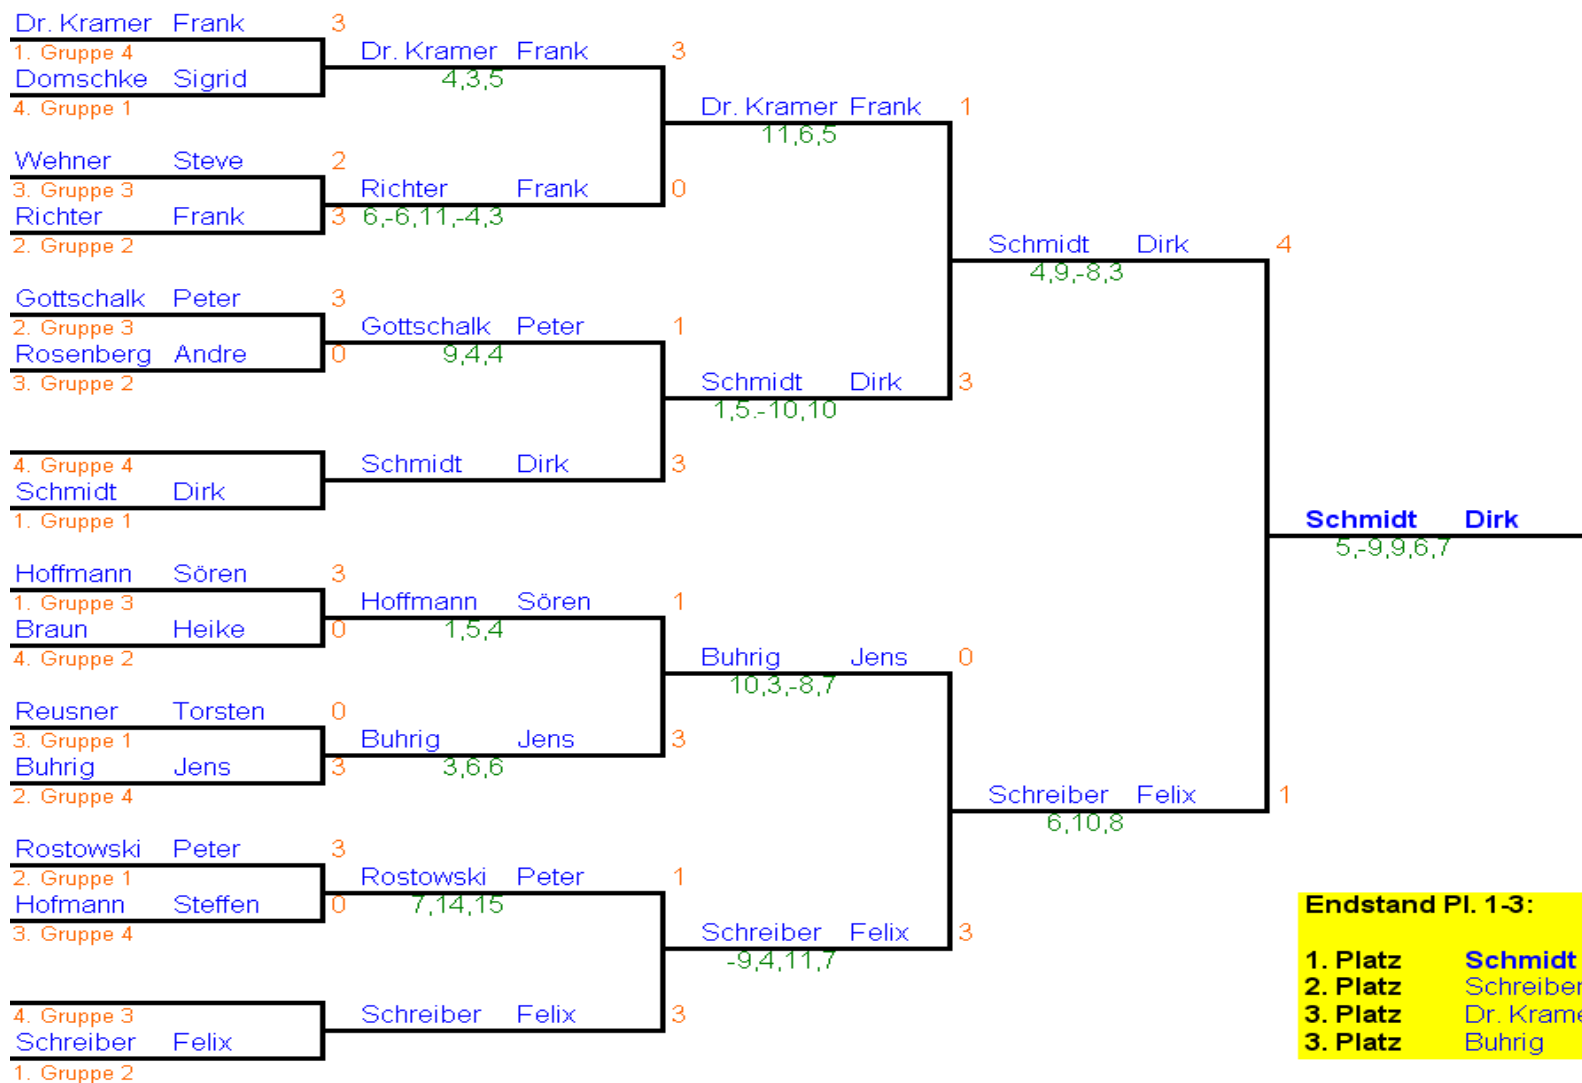 Dr. Kramer Frank 3
1. Gruppe 4
Domschke Sigrid
4. Gruppe 1
Wehner Steve 2
3. Gruppe 3
Richter Frank 3
2. Gruppe 2
Gottschalk Peter 3
2. Gruppe 3
Rosenberg Andre 0
3. Gruppe 2
4. Gruppe 4
Schmidt Dirk
1. Gruppe 1
Hoffmann Sören 3
1. Gruppe 3
Braun Heike 0
4. Gruppe 2
Reusner Torsten 0
3. Gruppe 1
Buhrig Jens 3
2. Gruppe 4
Rostowski Peter 3
2. Gruppe 1
Hofmann Steffen 0
3. Gruppe 4
4. Gruppe 3
Schreiber Felix
1. Gruppe 2
Dr. Kramer Frank 3
4,3,5
Richter Frank 0
6,-6,11,-4,3
Gottschalk Peter 1
9,4,4
Schmidt Dirk 3
Hoffmann Sören 1
1,5,4
Buhrig Jens 3
3,6,6
Rostowski Peter 1
7,14,15
Schreiber Felix 3
Dr. Kramer Frank 1
11,6,5
Schmidt Dirk 3
1,5.-10,10
Buhrig Jens 0
10,3,-8,7
Schreiber Felix 3
-9,4,11,7
Schmidt Dirk 4
4,9,-8,3
Schreiber Felix 1
6,10,8
Schmidt Dirk
5,-9,9,6,7
Endstand Pl. 1-3:
1. Platz Schmidt
2. Platz Schreiber
3. Platz Dr. Krame
3. Platz Buhrig